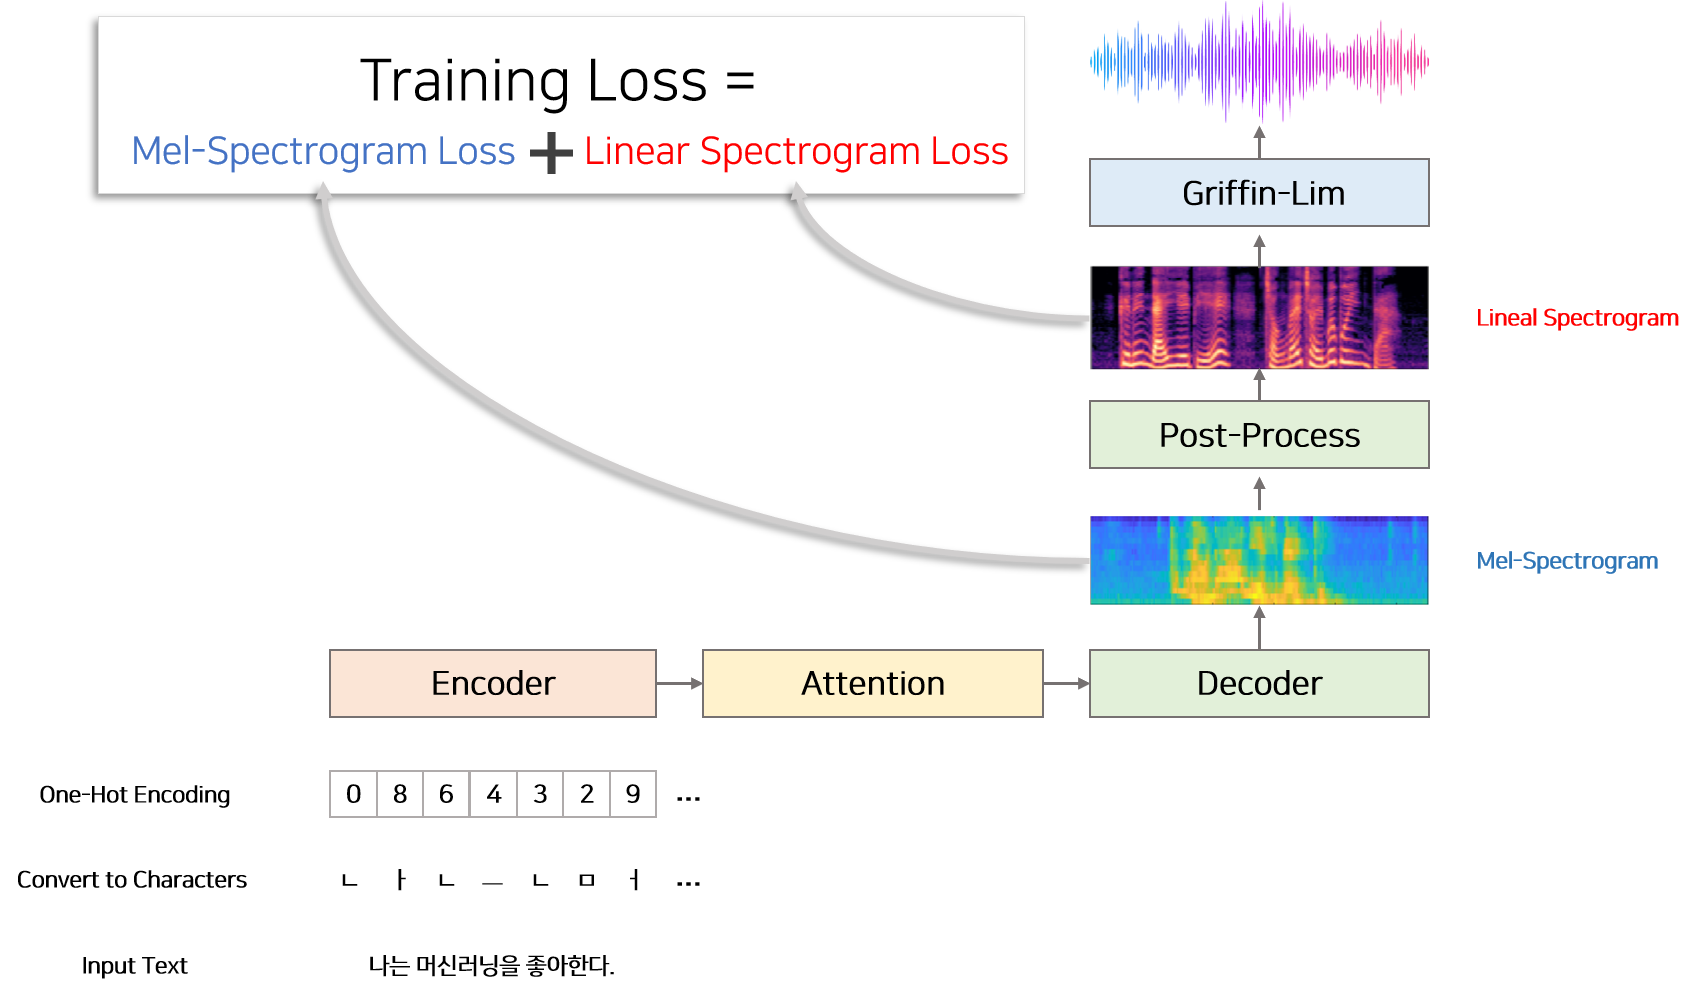 Training Loss =
Mel-Spectrogram Loss + Linear Spectrogram Loss
Griffin-Lim
Lineal Spectrogram
Post-Process
Mel-Spectrogram
Encoder
Attention
Decoder
One-Hot Encoding 0 8 6 4 3 2 9 ...
Convert to Characters ㄴ ㅏ ㄴ ㅡ ㄴ ㅁ ㅓ ...
Input Text 나는 머신러닝을 좋아한다.